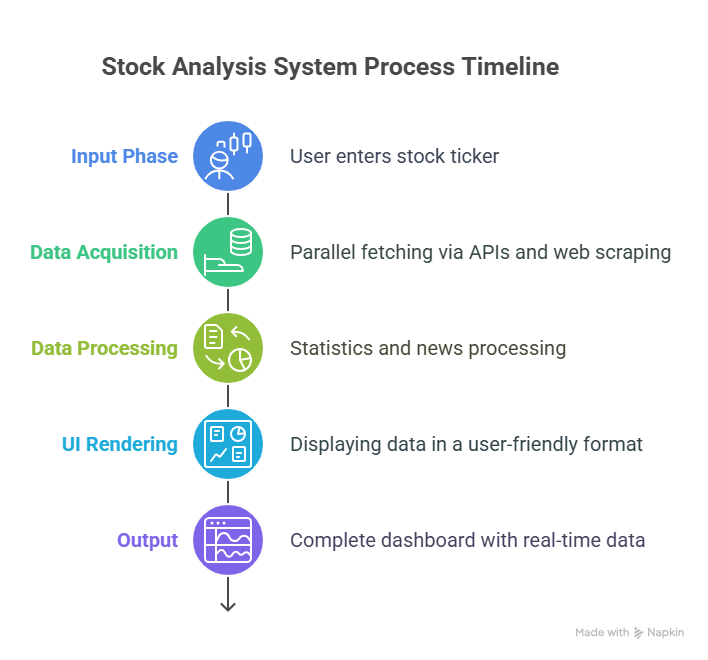 Stock Analysis System Process Timeline
Input Phase
User enters stock ticker
Data Acquisition
Parallel fetching via APIs and web scraping
Data Processing
Statistics and news processing
UI Rendering
Displaying data in a user-friendly format
Output
Complete dashboard with real-time data
Made with Napkin